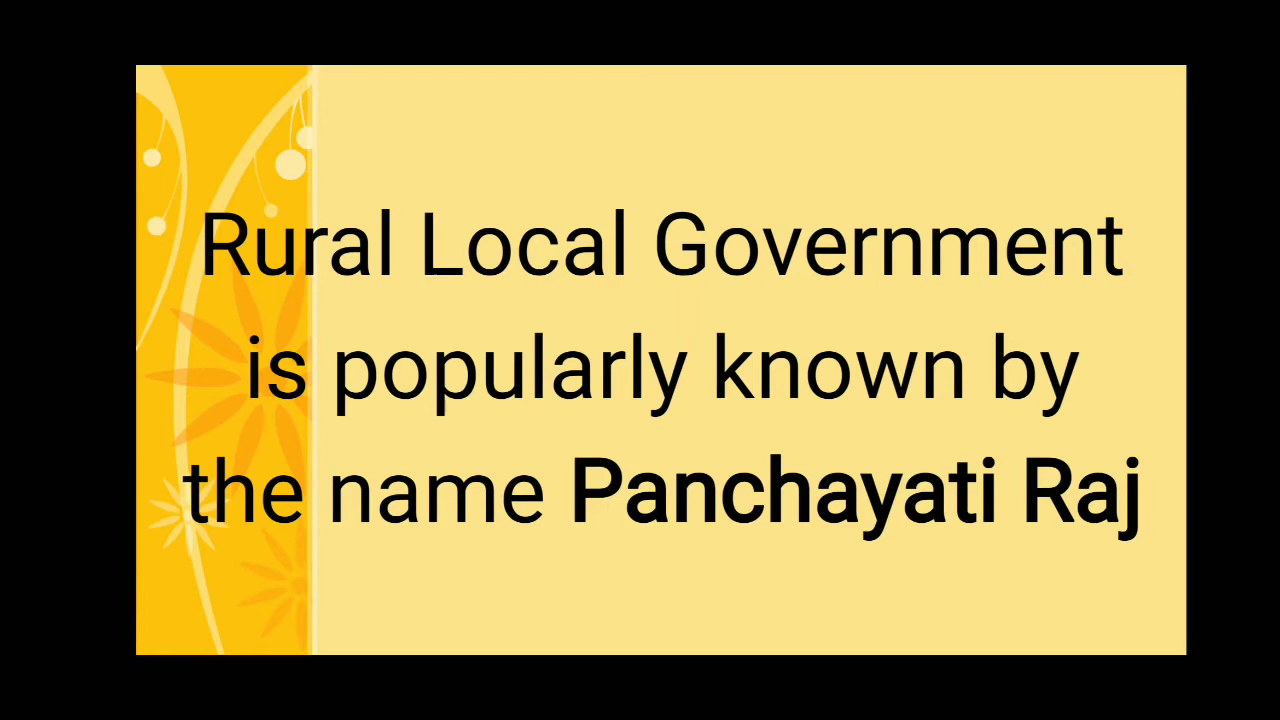 Rural Local Government
is popularly known by
the name Panchayati Raj